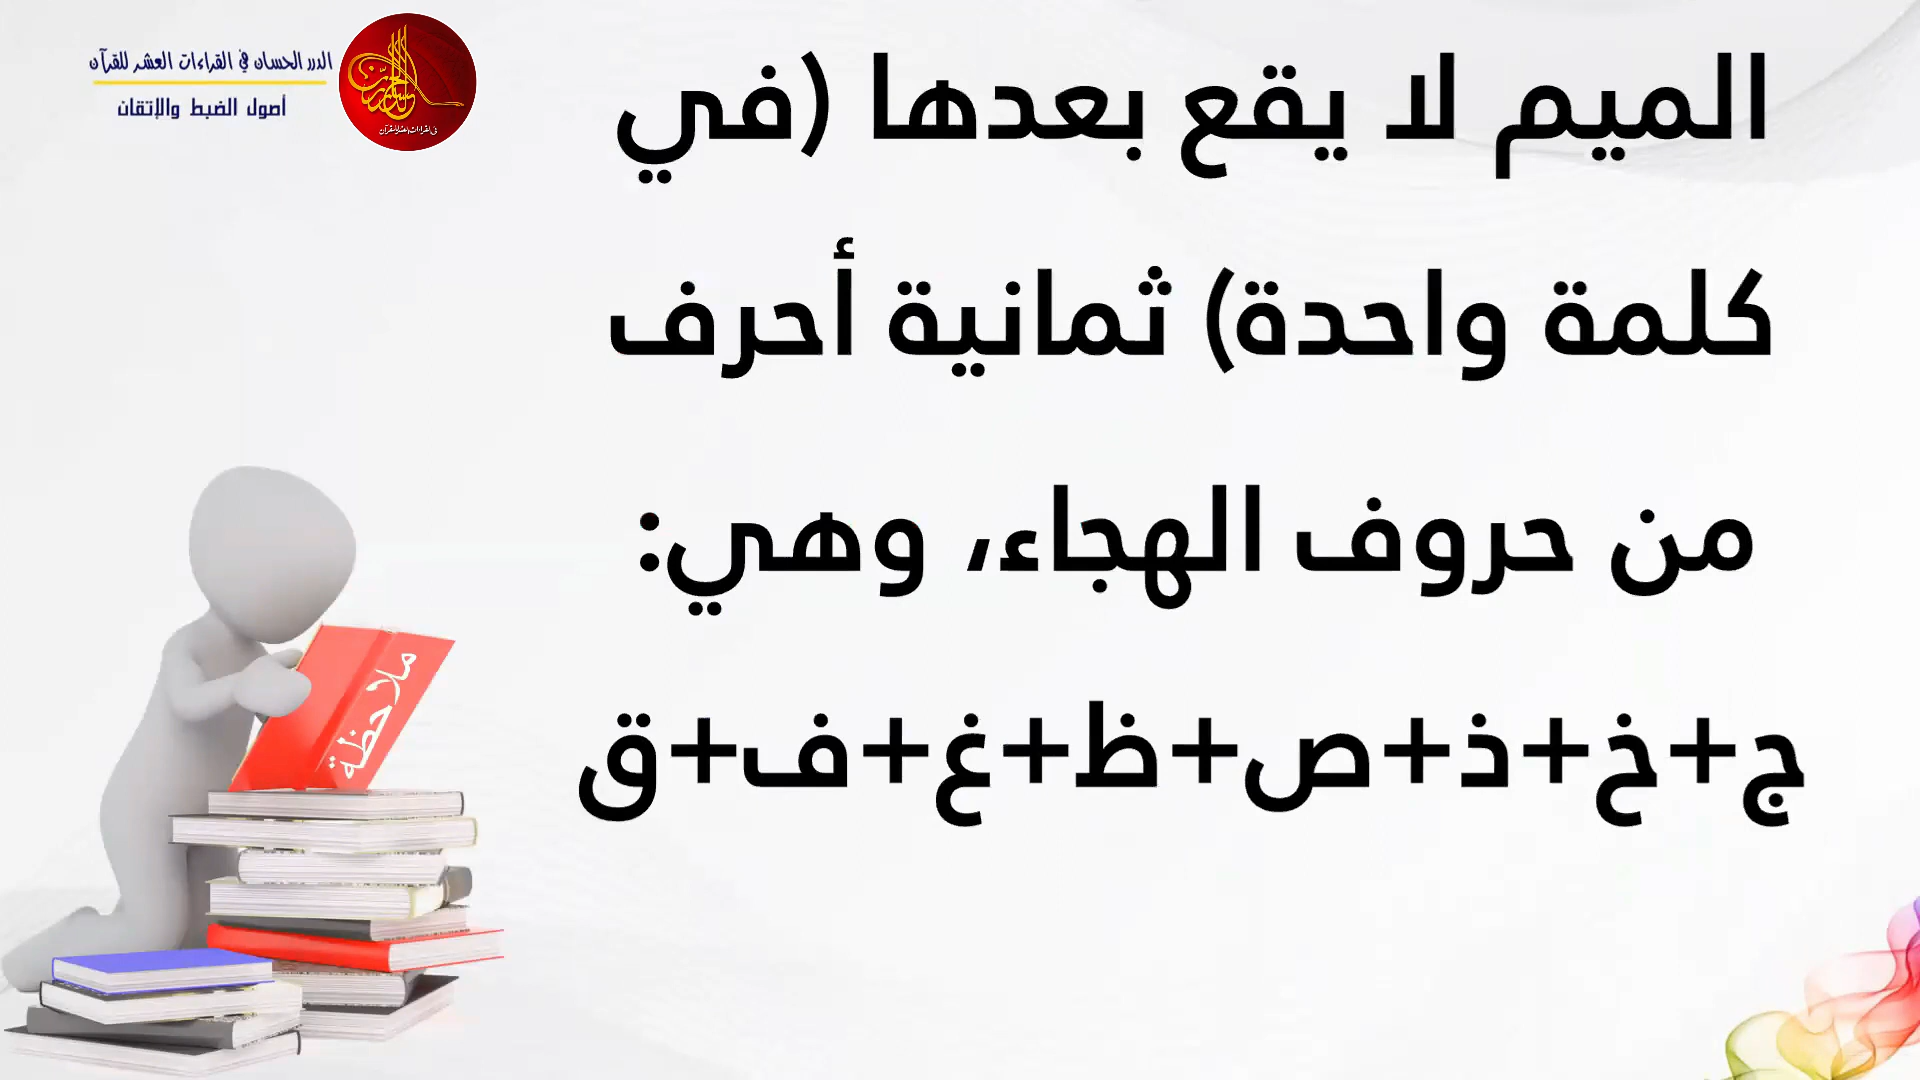 الدرر الحسان في القراءات العشر للقرآن
أصول الضبط والإتقان
الميم لا يقع بعدها (في
كلمة واحدة) ثمانية أحرف
من حروف الهجاء، وهي:
ج+خ+ذ+ص+ظ+غ+ف+ق
ملاحظة